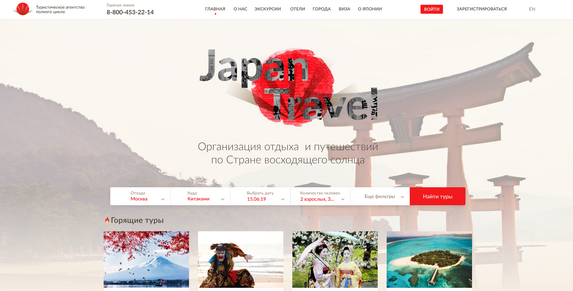 Туристическое агентство
полного цикла
Горячая линия
8-800-453-22-14
ГЛАВНАЯ О НАС ЭКСКУРСИИ ОТЕЛИ ГОРОДА ВИЗА О ЯПОНИИ
ВОЙТИ
ЗАРЕГИСТРИРОВАТЬСЯ
EN
Japan
Travel
Организация отдыха и путешествий
по Стране восходящего солнца
Откуда
Москва
Куда
Китаками
Выбрать дату
15.06.19
Количество человек
2 взрослых, 3...
Еще фильтры
Найти туры
Горящие туры